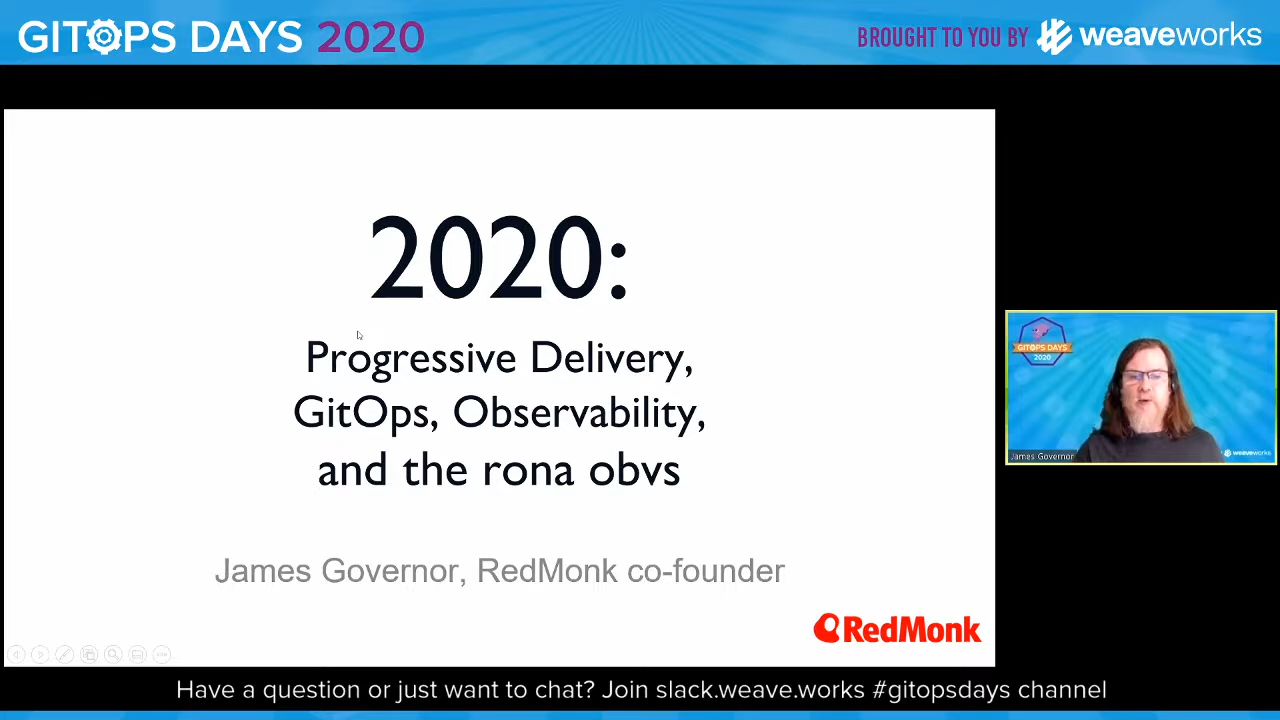 GITOPS DAYS 2020
BROUGHT TO YOU BY weaveworks
2020:
Progressive Delivery,
GitOps, Observability,
and the rona obvs
James Governor, RedMonk co-founder
RedMonk
GITOPS DAYS
2020
James Governor
weaveworks
Have a question or just want to chat? Join slack.weave.works #gitopsdays channel